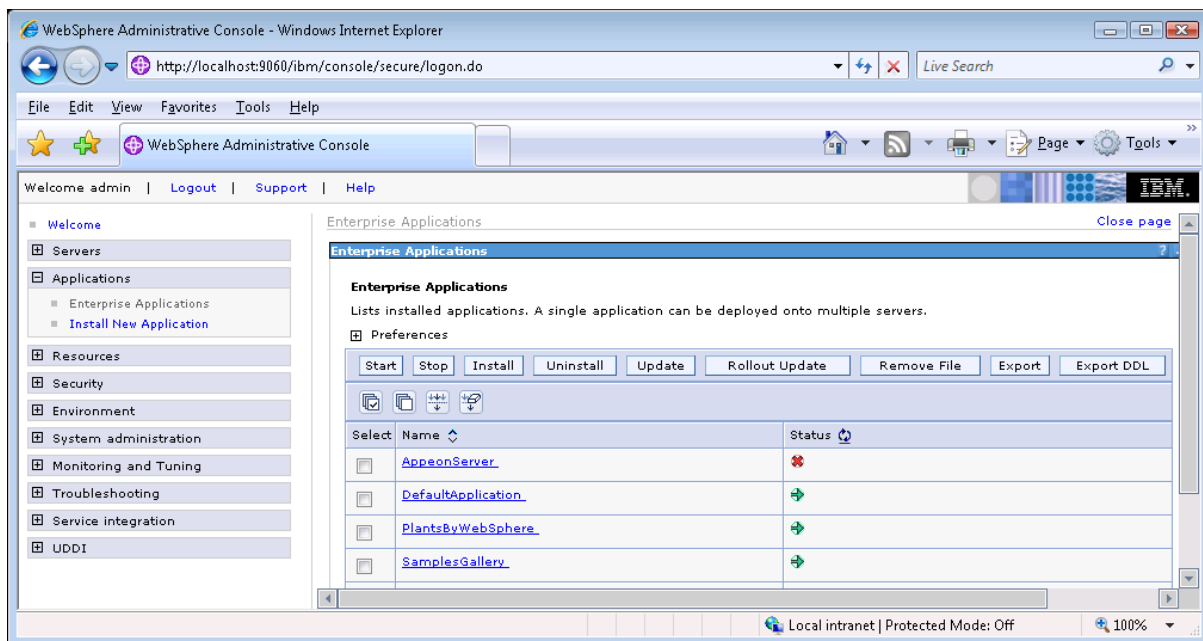 WebSphere Administrative Console - Windows Internet Explorer
http://localhost:9060/ibm/console/secure/logon.do
Live Search
File Edit View Favorites Tools Help
WebSphere Administrative Console
Page Tools
Welcome admin | Logout | Support | Help
IBM.
Welcome
Servers
Applications
Enterprise Applications
Install New Application
Resources
Security
Environment
System administration
Monitoring and Tuning
Troubleshooting
Service integration
UDDI
Enterprise Applications
Close page
Enterprise Applications
?
Enterprise Applications
Lists installed applications. A single application can be deployed onto multiple servers.
Preferences
Start Stop Install Uninstall Update Rollout Update Remove File Export Export DDL
Select Name Status
AppeonServer
DefaultApplication
PlantsByWebSphere
SamplesGallery
Local intranet | Protected Mode: Off
100%